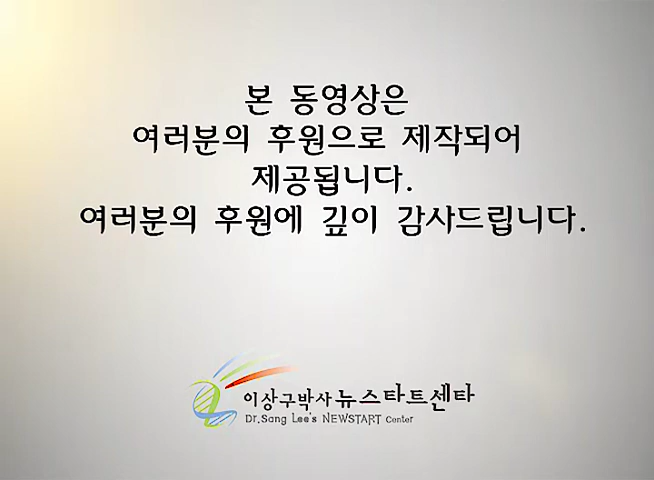 본 동영상은
여러분의 후원으로 제작되어
제공됩니다.
여러분의 후원에 깊이 감사드립니다.
이상구박사 뉴스타트센타
Dr.Sang Lee's NEWSTART Center